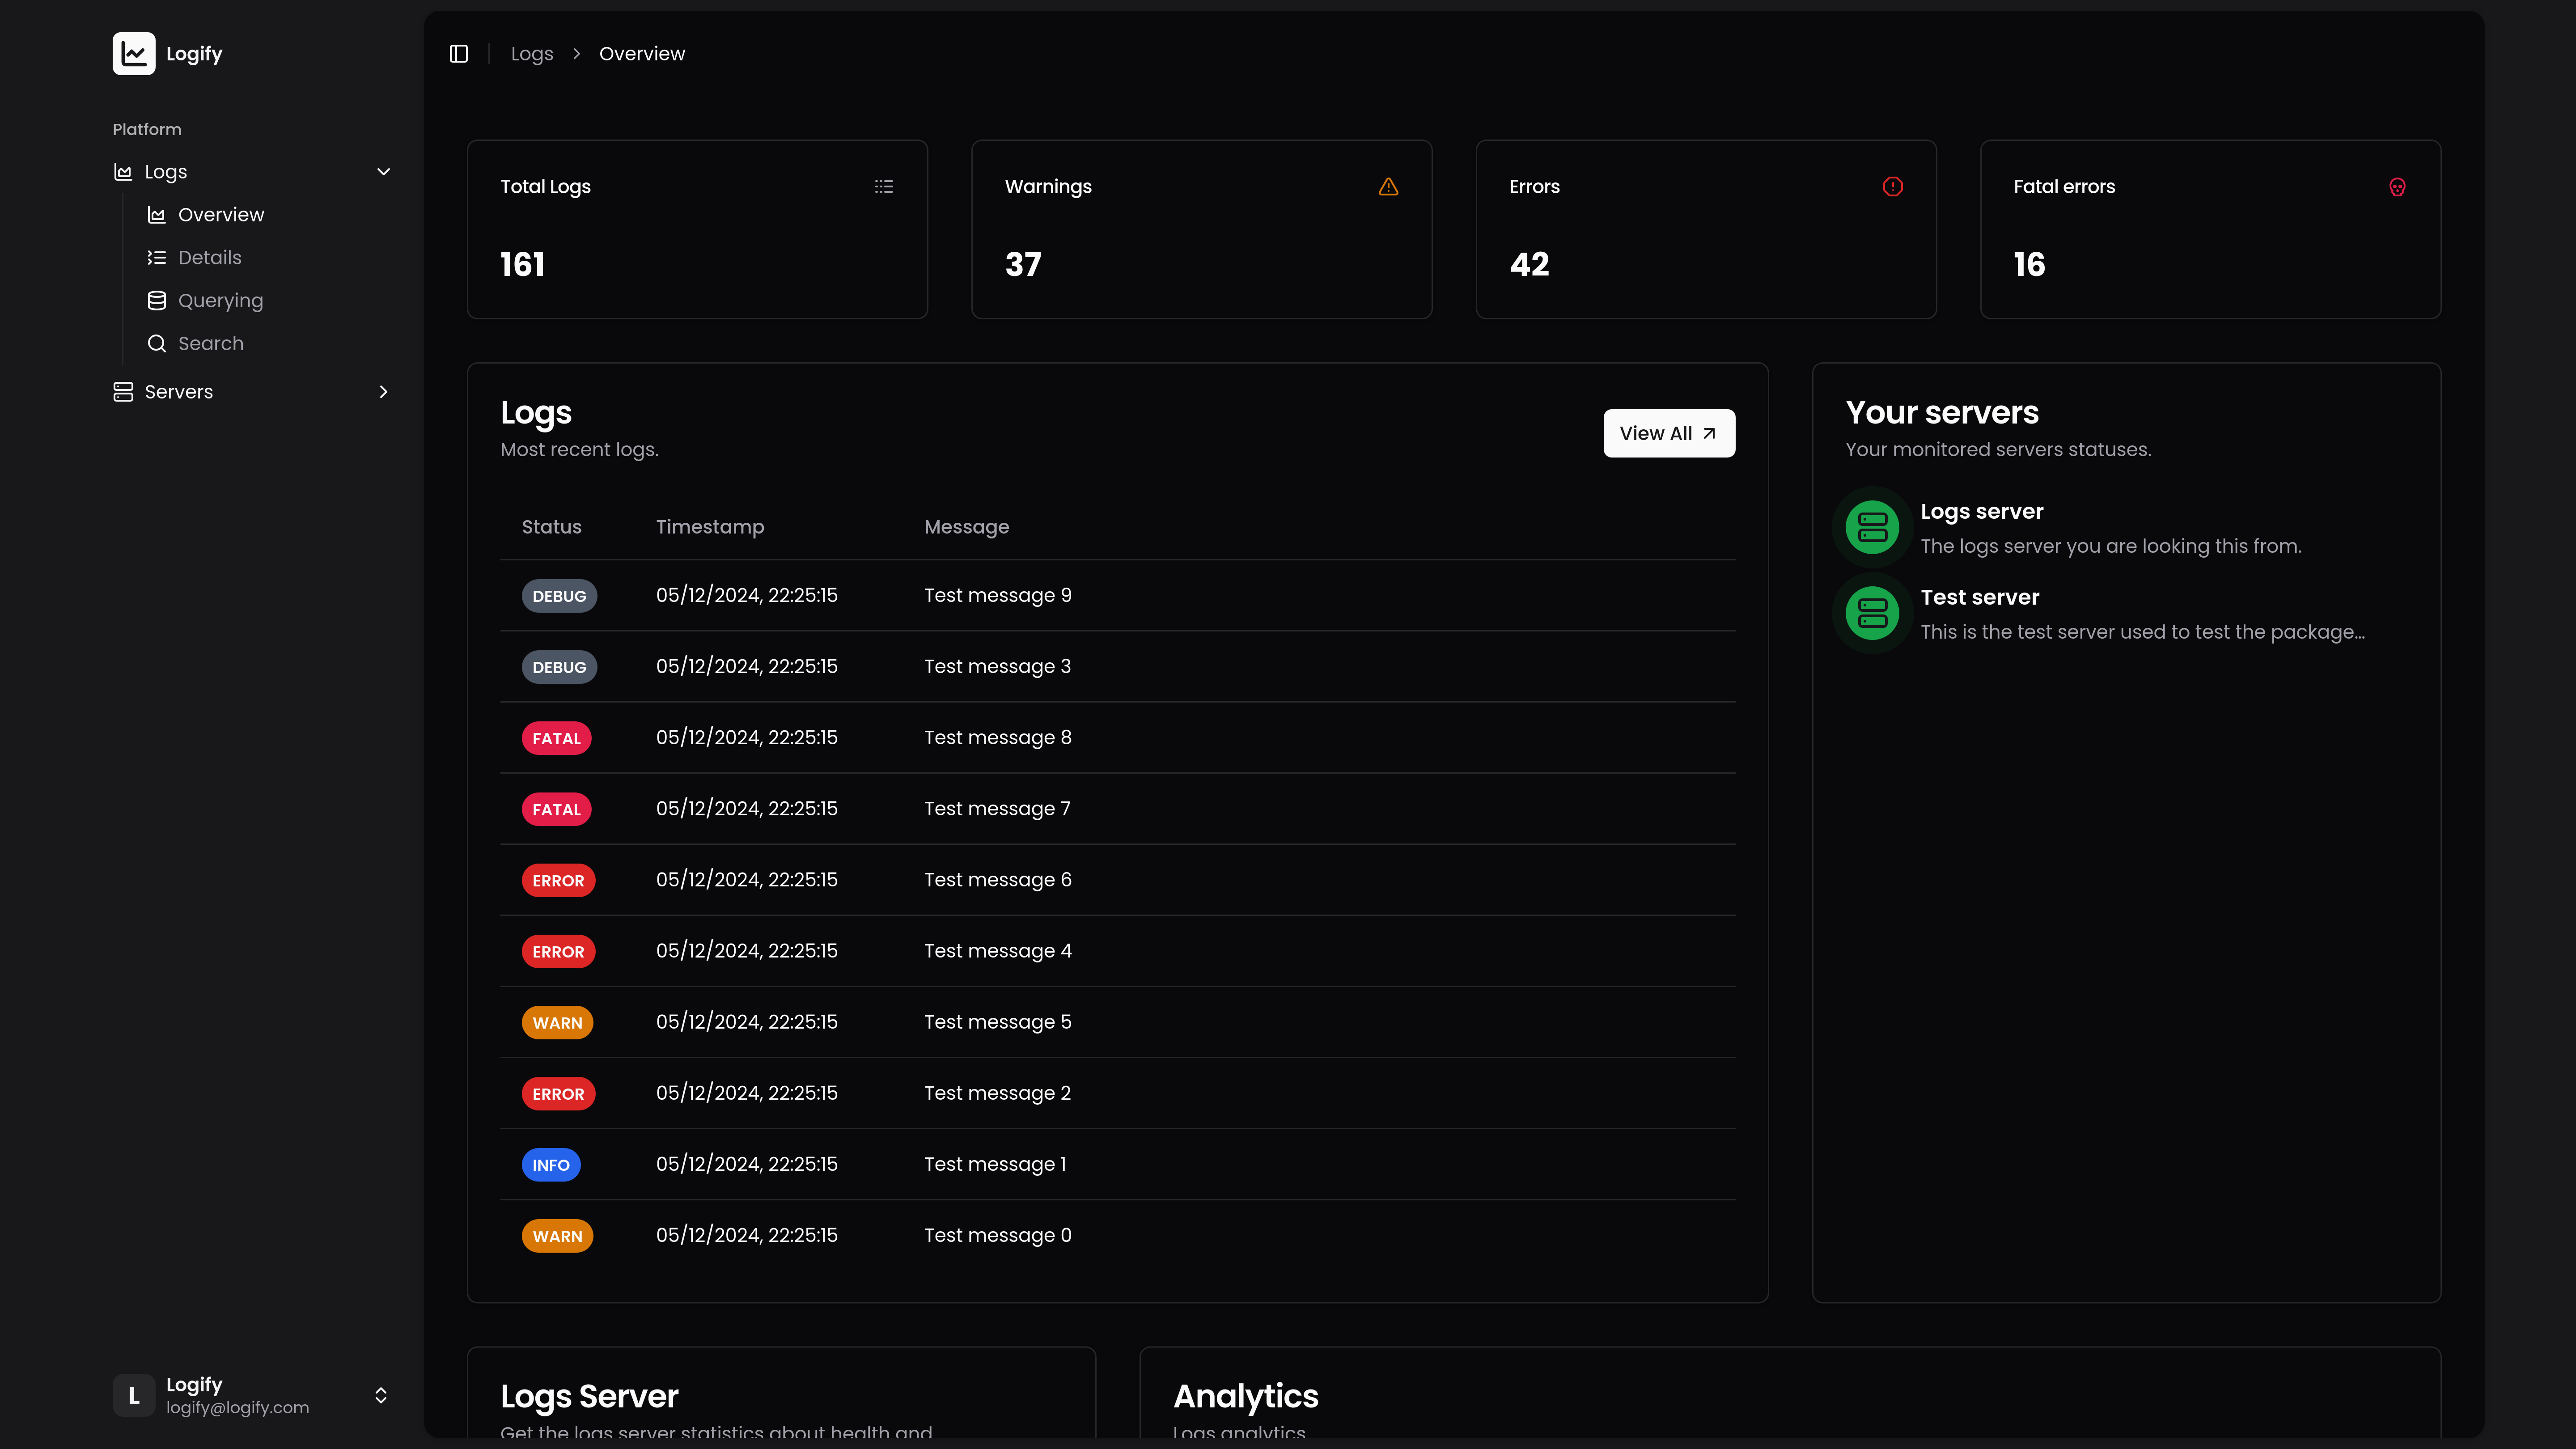 Logify
Platform
Logs
Overview
Details
Querying
Search
Servers
Logify
L
logify@logify.com
Logs > Overview
Total Logs
161
Warnings
37
Errors
42
Fatal errors
16
Logs
Most recent logs.
View All
Status Timestamp Message
DEBUG 05/12/2024, 22:25:15 Test message 9
DEBUG 05/12/2024, 22:25:15 Test message 3
FATAL 05/12/2024, 22:25:15 Test message 8
FATAL 05/12/2024, 22:25:15 Test message 7
ERROR 05/12/2024, 22:25:15 Test message 6
ERROR 05/12/2024, 22:25:15 Test message 4
WARN 05/12/2024, 22:25:15 Test message 5
ERROR 05/12/2024, 22:25:15 Test message 2
INFO 05/12/2024, 22:25:15 Test message 1
WARN 05/12/2024, 22:25:15 Test message 0
Your servers
Your monitored servers statuses.
Logs server
The logs server you are looking this from.
Test server
This is the test server used to test the package...
Logs Server
Get the logs server statistics about health and
Analytics
Logs analytics